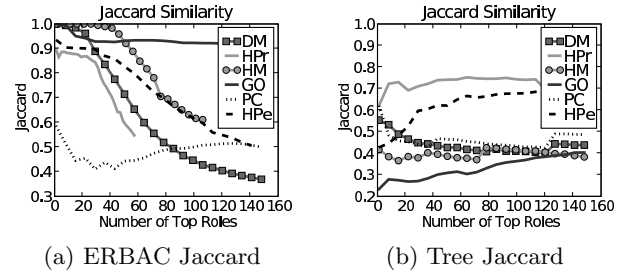 Jaccard Similarity
Jaccard
1.0
0.9
0.8
0.7
0.6
0.5
0.4
0.3
DM
HPr
HM
GO
PC
HPe
0 20 40 60 80 100 120 140 160
Number of Top Roles
(a) ERBAC Jaccard
Jaccard Similarity
Jaccard
1.0
0.9
0.8
0.7
0.6
0.5
0.4
0.3
0.2
DM
HPr
HM
GO
PC
HPe
0 20 40 60 80 100 120 140 160
Number of Top Roles
(b) Tree Jaccard